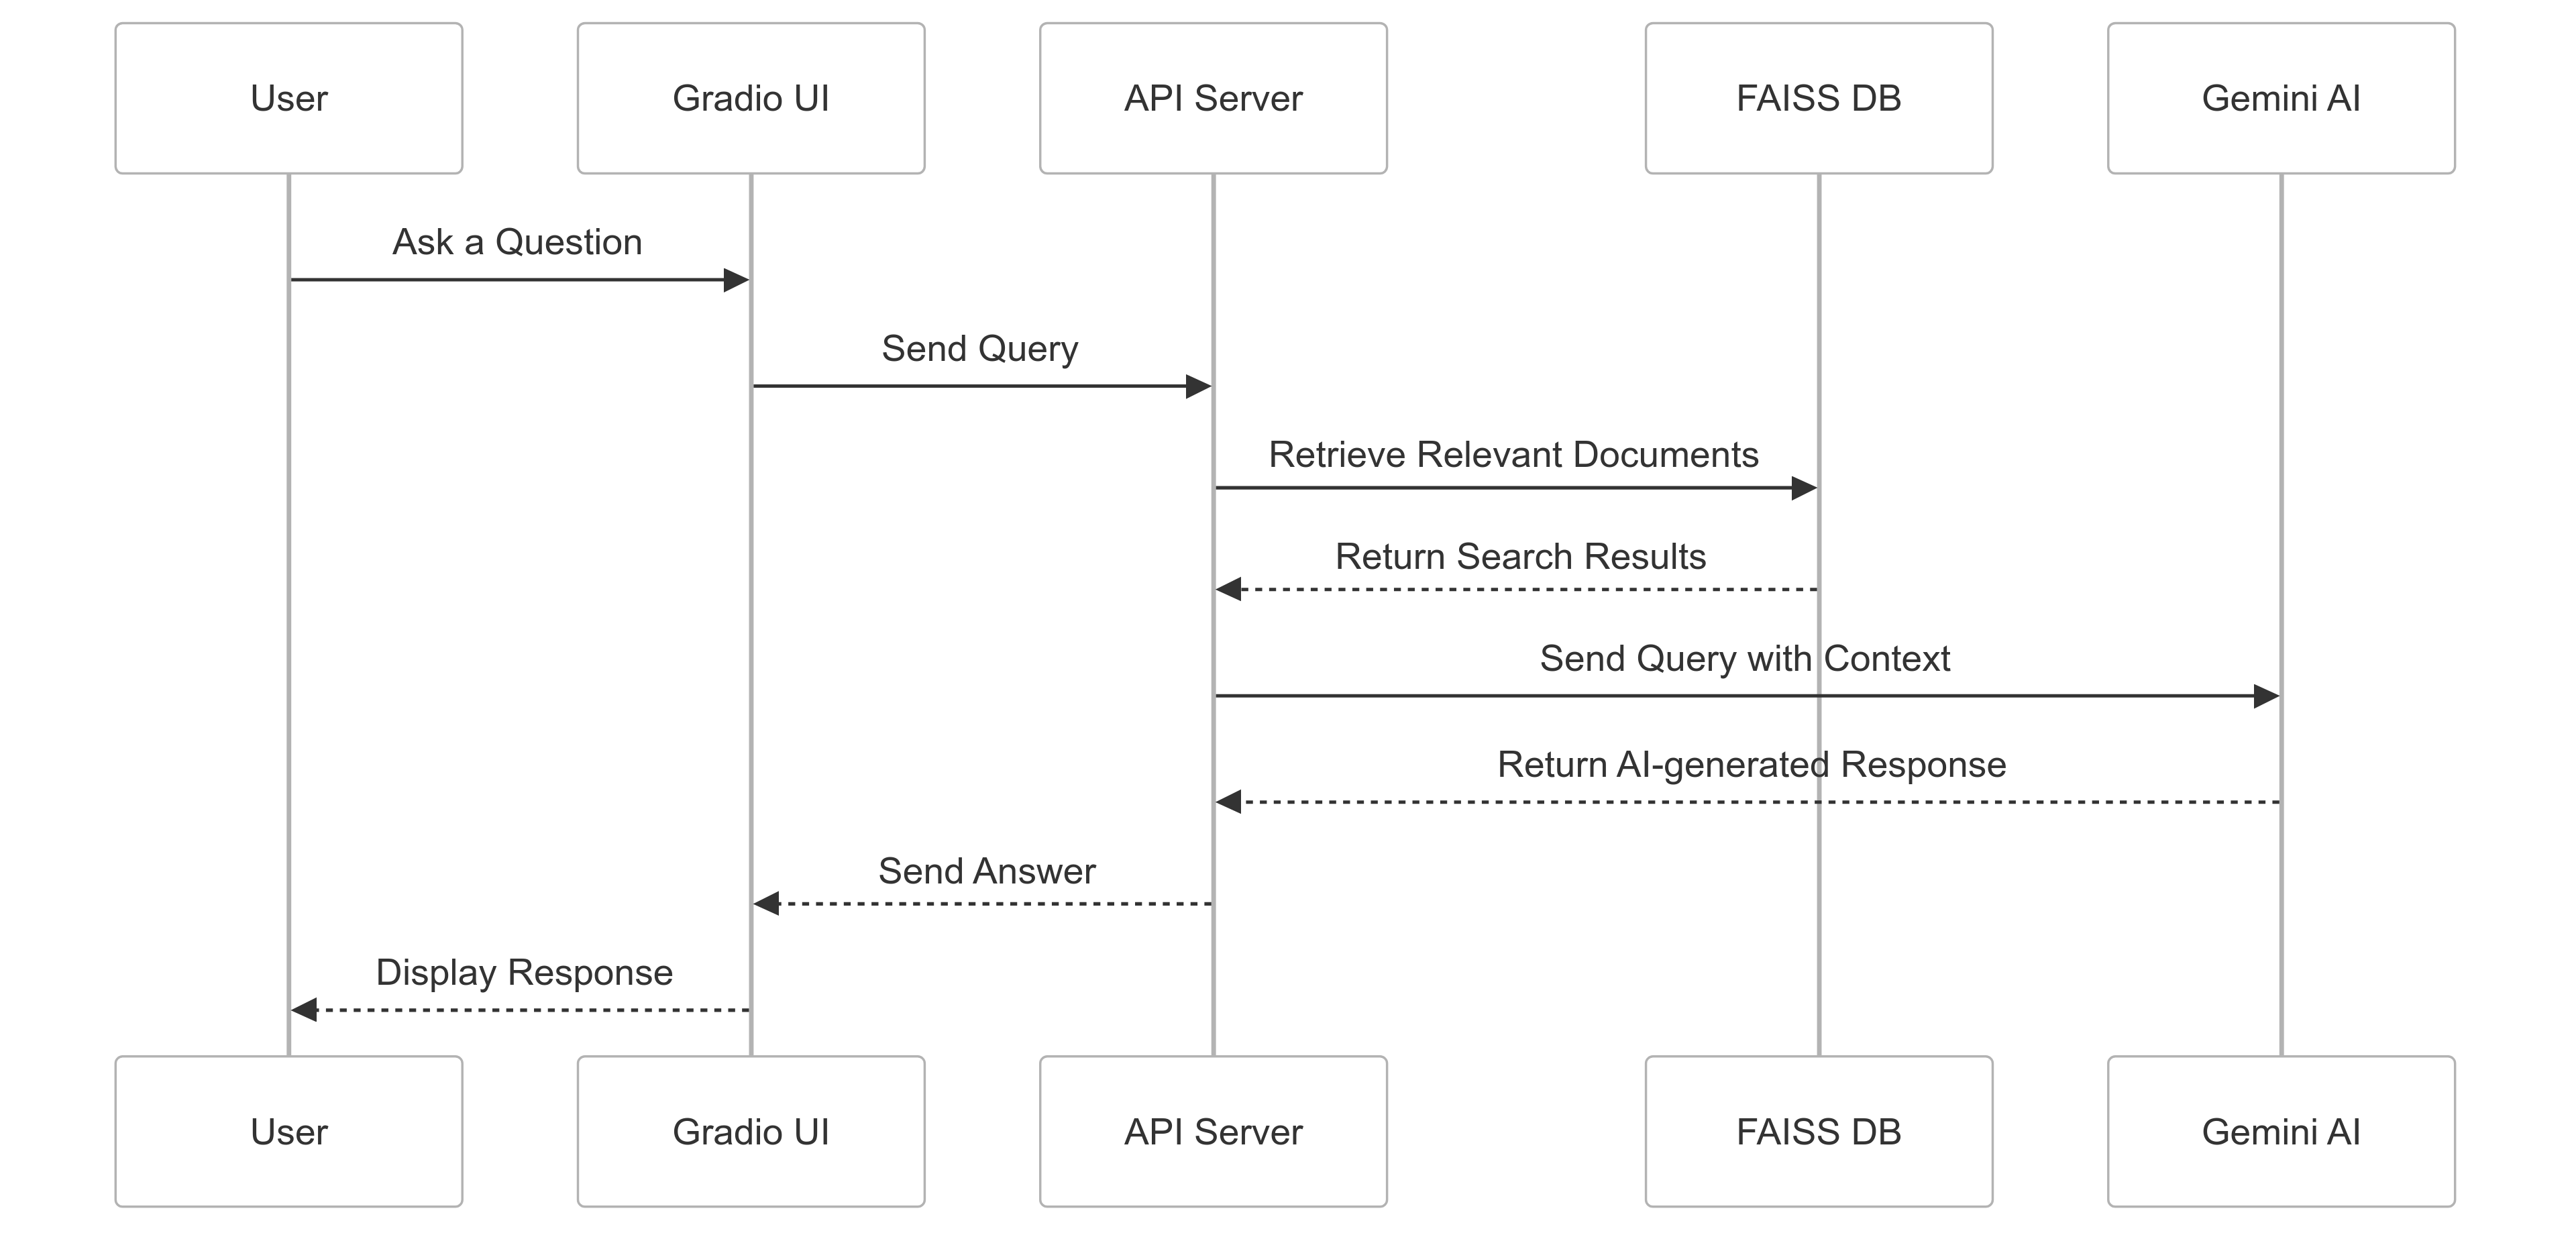 User
Gradio UI
API Server
FAISS DB
Gemini AI
Ask a Question
Send Query
Retrieve Relevant Documents
Return Search Results
Send Query with Context
Return AI-generated Response
Send Answer
Display Response
User
Gradio UI
API Server
FAISS DB
Gemini AI